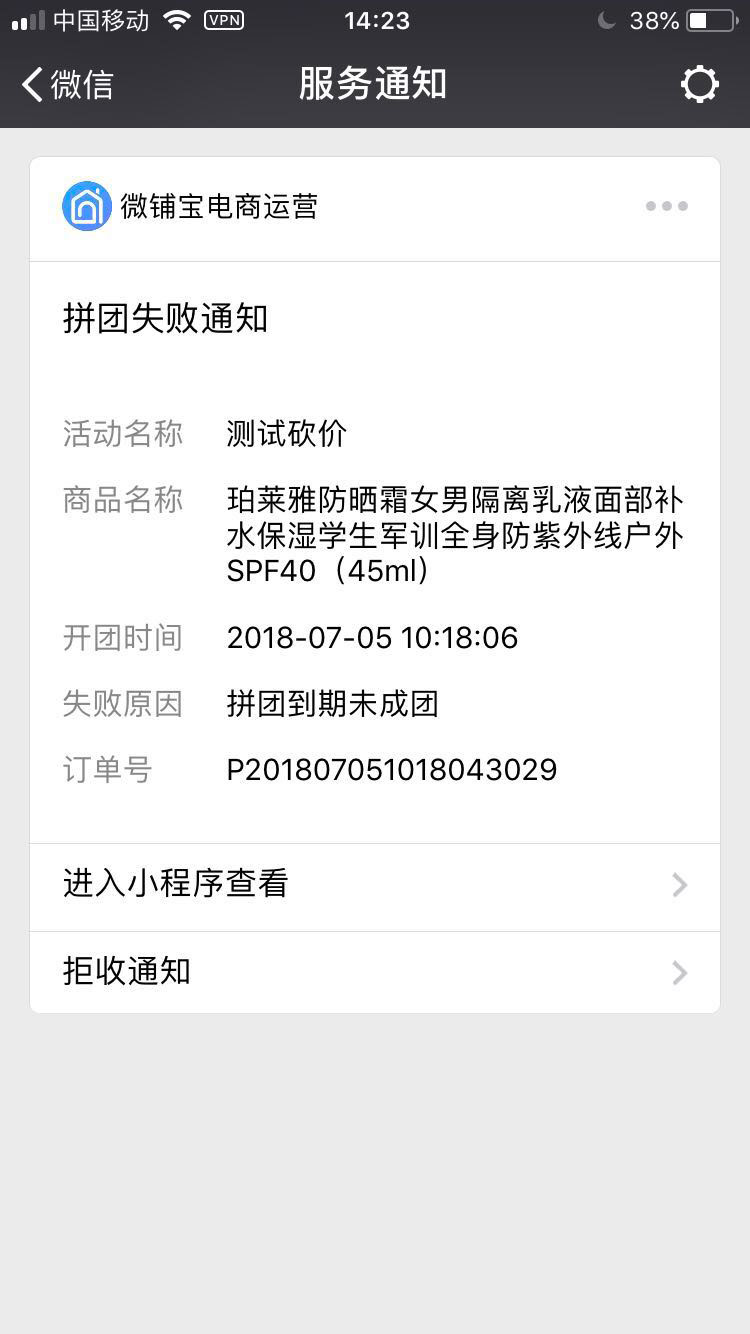 中国移动 VPN 14:23 38%
微信 服务通知
微铺宝电商运营
拼团失败通知
活动名称 测试砍价
商品名称 珀莱雅防晒霜女男隔离乳液面部补
水保湿学生军训全身防紫外线户外
SPF40（45ml）
开团时间 2018-07-05 10:18:06
失败原因 拼团到期未成团
订单号 P201807051018043029
进入小程序查看
拒收通知